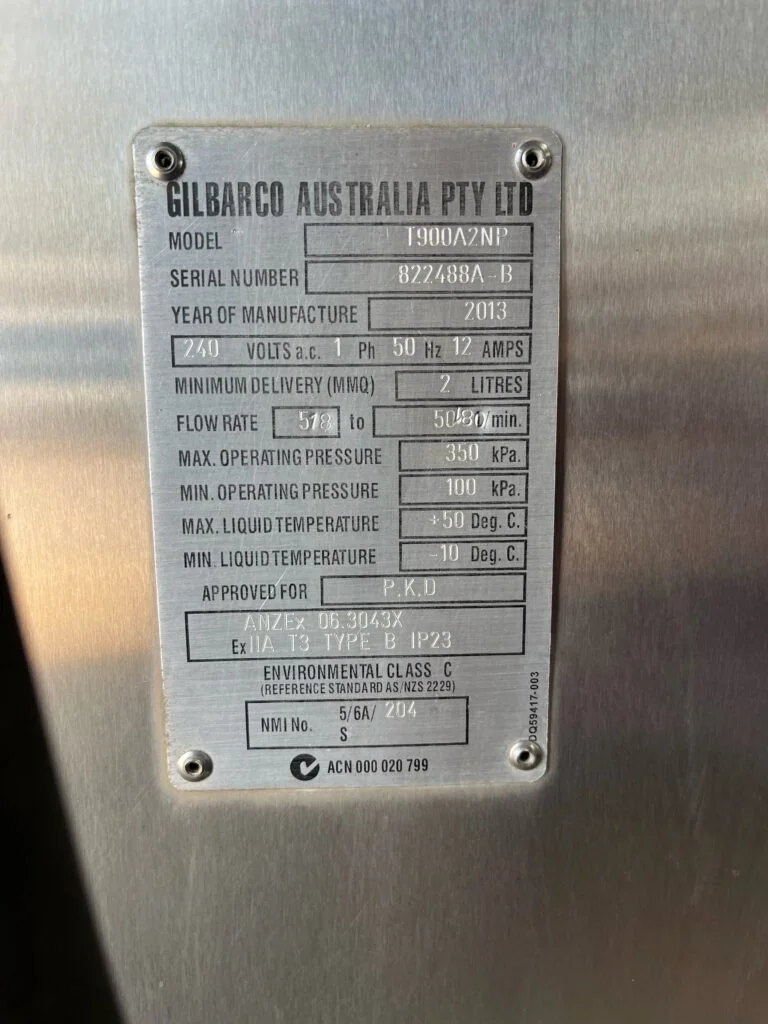 GILBARCO AUSTRALIA PTY LTD
MODEL T900A2NP
SERIAL NUMBER 822488A-B
YEAR OF MANUFACTURE 2013
240 VOLTS a.c. 1 Ph 50 Hz 12 AMPS
MINIMUM DELIVERY (MMQ) 2 LITRES
FLOW RATE to /min.
MAX. OPERATING PRESSURE 350 kPa.
MIN. OPERATING PRESSURE 100 kPa.
MAX. LIQUID TEMPERATURE +50 Deg. C.
MIN. LIQUID TEMPERATURE -10 Deg. C.
APPROVED FOR P.K.D
ANZEx 06.3043X
Ex IIA T3 TYPE B IP23
ENVIRONMENTAL CLASS C
(REFERENCE STANDARD AS/NZS 2229)
NMI No. 5/6A/ 204
S
ACN 000 020 799
DQ59417-003